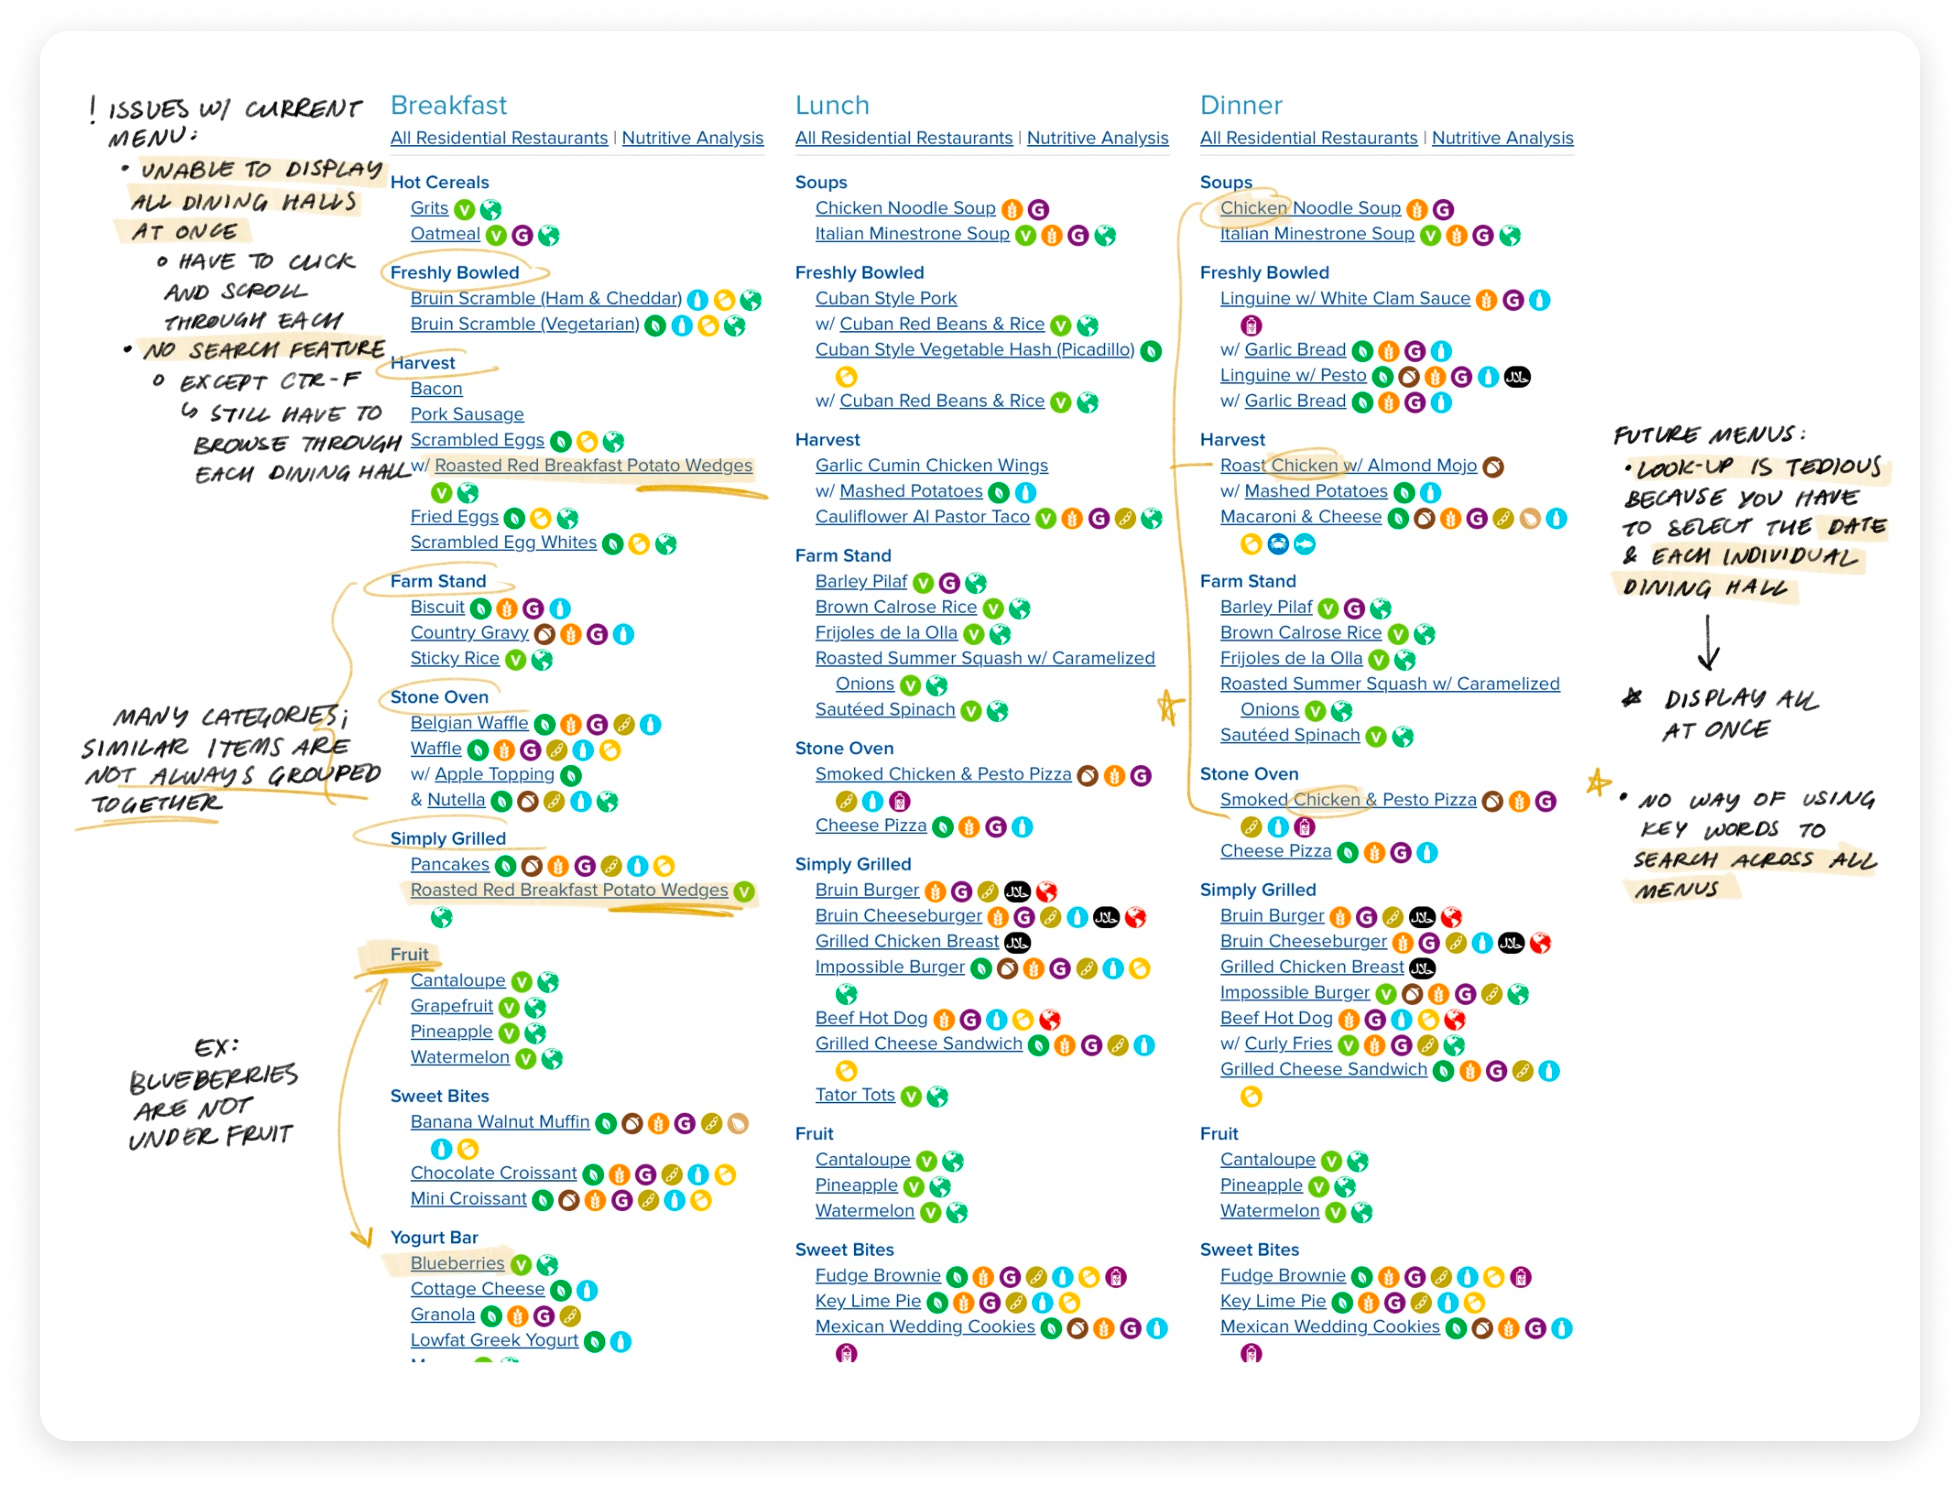 ! ISSUES W/ CURRENT
MENU:
• UNABLE TO DISPLAY
ALL DINING HALLS
AT ONCE
o HAVE TO CLICK
AND SCROLL
THROUGH EACH
• NO SEARCH FEATURE
o EXCEPT CTR-F
↳ STILL HAVE TO
BROWSE THROUGH
EACH DINING HALL
MANY CATEGORIES;
SIMILAR ITEMS ARE
NOT ALWAYS GROUPED
TOGETHER
EX:
BLUEBERRIES
ARE NOT
UNDER FRUIT
Breakfast
All Residential Restaurants | Nutritive Analysis
Hot Cereals
Grits V
Oatmeal V G
Freshly Bowled
Bruin Scramble (Ham & Cheddar)
Bruin Scramble (Vegetarian)
Harvest
Bacon
Pork Sausage
Scrambled Eggs
w/ Roasted Red Breakfast Potato Wedges
V
Fried Eggs
Scrambled Egg Whites
Farm Stand
Biscuit G
Country Gravy G
Sticky Rice V
Stone Oven
Belgian Waffle G
Waffle G
w/ Apple Topping
& Nutella
Simply Grilled
Pancakes G
Roasted Red Breakfast Potato Wedges V
Fruit
Cantaloupe V
Grapefruit V
Pineapple V
Watermelon V
Sweet Bites
Banana Walnut Muffin G
Chocolate Croissant G
Mini Croissant G
Yogurt Bar
Blueberries V
Cottage Cheese
Granola G
Lowfat Greek Yogurt
Lunch
All Residential Restaurants | Nutritive Analysis
Soups
Chicken Noodle Soup G
Italian Minestrone Soup V G
Freshly Bowled
Cuban Style Pork
w/ Cuban Red Beans & Rice V
Cuban Style Vegetable Hash (Picadillo)
w/ Cuban Red Beans & Rice V
Harvest
Garlic Cumin Chicken Wings
w/ Mashed Potatoes
Cauliflower Al Pastor Taco V G
Farm Stand
Barley Pilaf V G
Brown Calrose Rice V
Frijoles de la Olla V
Roasted Summer Squash w/ Caramelized
Onions V
Sautéed Spinach V
Stone Oven
Smoked Chicken & Pesto Pizza G
Cheese Pizza G
Simply Grilled
Bruin Burger G حلال
Bruin Cheeseburger G حلال
Grilled Chicken Breast حلال
Impossible Burger G
Beef Hot Dog G
Grilled Cheese Sandwich G
Tator Tots V
Fruit
Cantaloupe V
Pineapple V
Watermelon V
Sweet Bites
Fudge Brownie G
Key Lime Pie G
Mexican Wedding Cookies G
Dinner
All Residential Restaurants | Nutritive Analysis
Soups
Chicken Noodle Soup G
Italian Minestrone Soup V G
Freshly Bowled
Linguine w/ White Clam Sauce G
w/ Garlic Bread G
Linguine w/ Pesto G حلال
w/ Garlic Bread G
Harvest
Roast Chicken w/ Almond Mojo
w/ Mashed Potatoes
Macaroni & Cheese G
Farm Stand
Barley Pilaf V G
Brown Calrose Rice V
Frijoles de la Olla V
Roasted Summer Squash w/ Caramelized
Onions V
Sautéed Spinach V
Stone Oven
Smoked Chicken & Pesto Pizza G
Cheese Pizza G
Simply Grilled
Bruin Burger G حلال
Bruin Cheeseburger G حلال
Grilled Chicken Breast حلال
Impossible Burger V G
Beef Hot Dog G
w/ Curly Fries V G
Grilled Cheese Sandwich G
Fruit
Cantaloupe V
Pineapple V
Watermelon V
Sweet Bites
Fudge Brownie G
Key Lime Pie G
Mexican Wedding Cookies G
FUTURE MENUS:
• LOOK-UP IS TEDIOUS
BECAUSE YOU HAVE
TO SELECT THE DATE
& EACH INDIVIDUAL
DINING HALL
DISPLAY ALL
AT ONCE
• NO WAY OF USING
KEY WORDS TO
SEARCH ACROSS ALL
MENUS